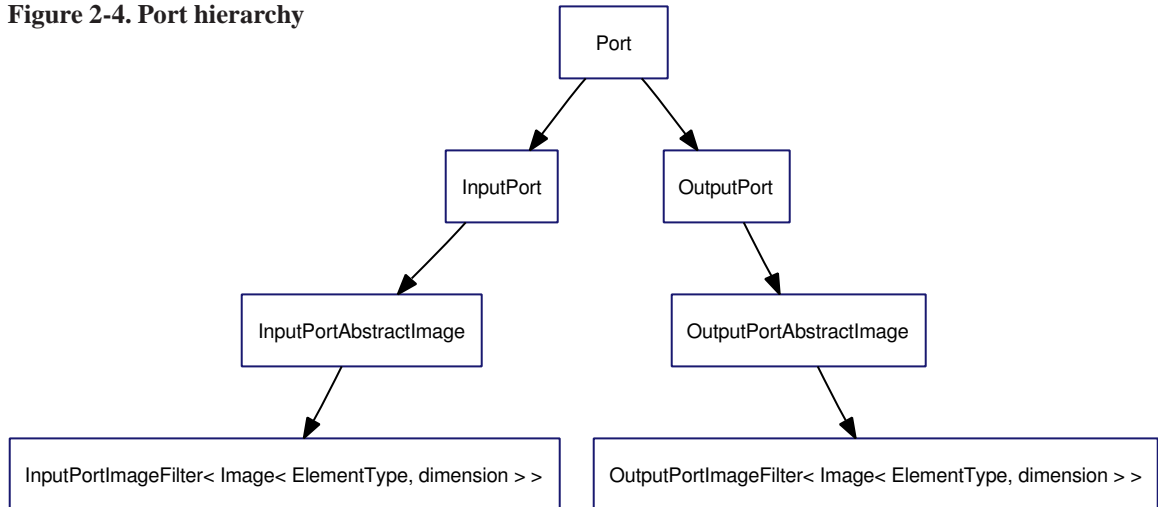 Figure 2-4. Port hierarchy
Port
InputPort
OutputPort
InputPortAbstractImage
OutputPortAbstractImage
InputPortImageFilter< Image< ElementType, dimension > >
OutputPortImageFilter< Image< ElementType, dimension > >